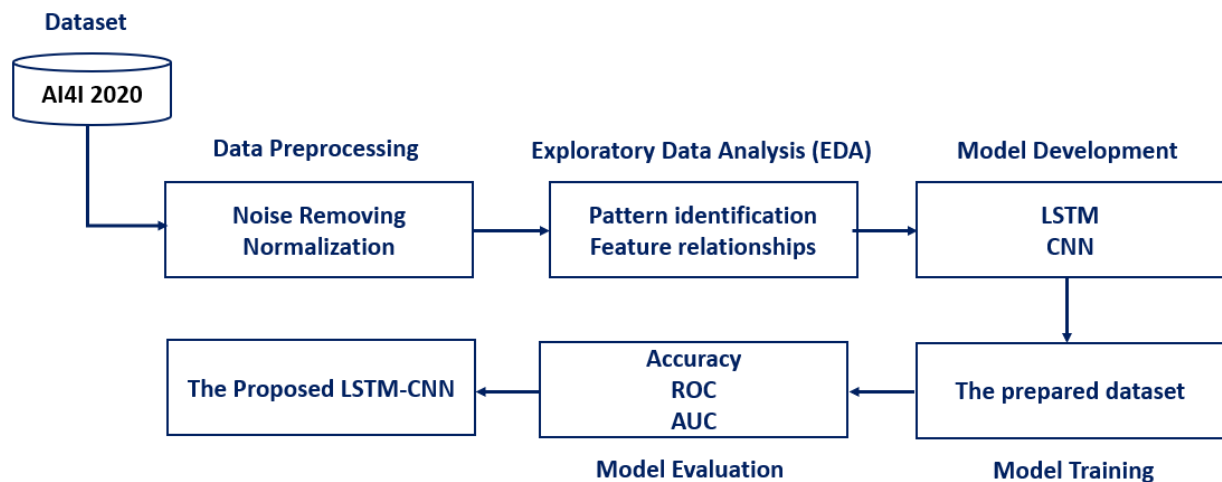 Dataset
AI4I 2020
Data Preprocessing
Noise Removing
Normalization
Exploratory Data Analysis (EDA)
Pattern identification
Feature relationships
Model Development
LSTM
CNN
The prepared dataset
Model Training
Accuracy
ROC
AUC
Model Evaluation
The Proposed LSTM-CNN